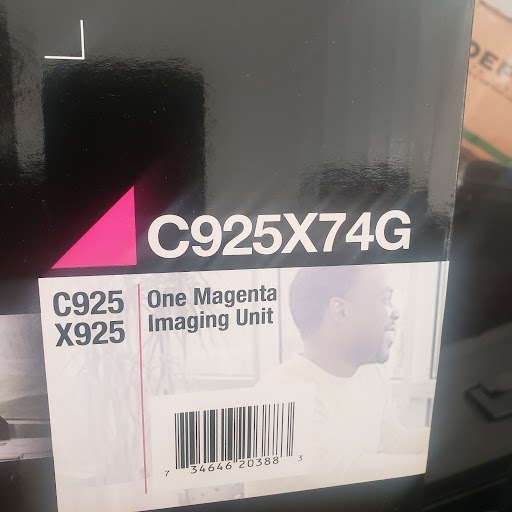 C925X74G
C925
X925
One Magenta
Imaging Unit
7 34646 20388 3